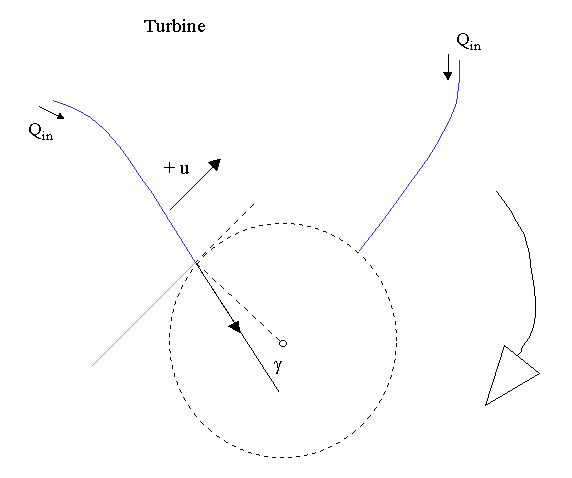 Turbine
Qin
Qin
+ u
γ